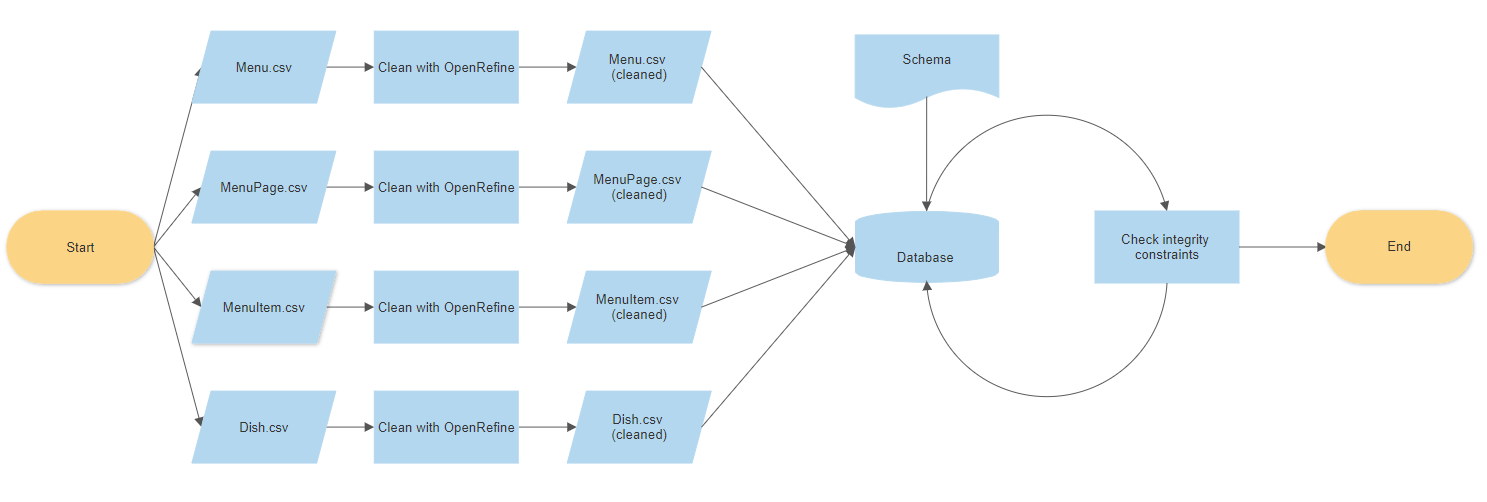 Start
Menu.csv
Clean with OpenRefine
Menu.csv
(cleaned)
MenuPage.csv
Clean with OpenRefine
MenuPage.csv
(cleaned)
MenuItem.csv
Clean with OpenRefine
MenuItem.csv
(cleaned)
Dish.csv
Clean with OpenRefine
Dish.csv
(cleaned)
Schema
Database
Check integrity
constraints
End